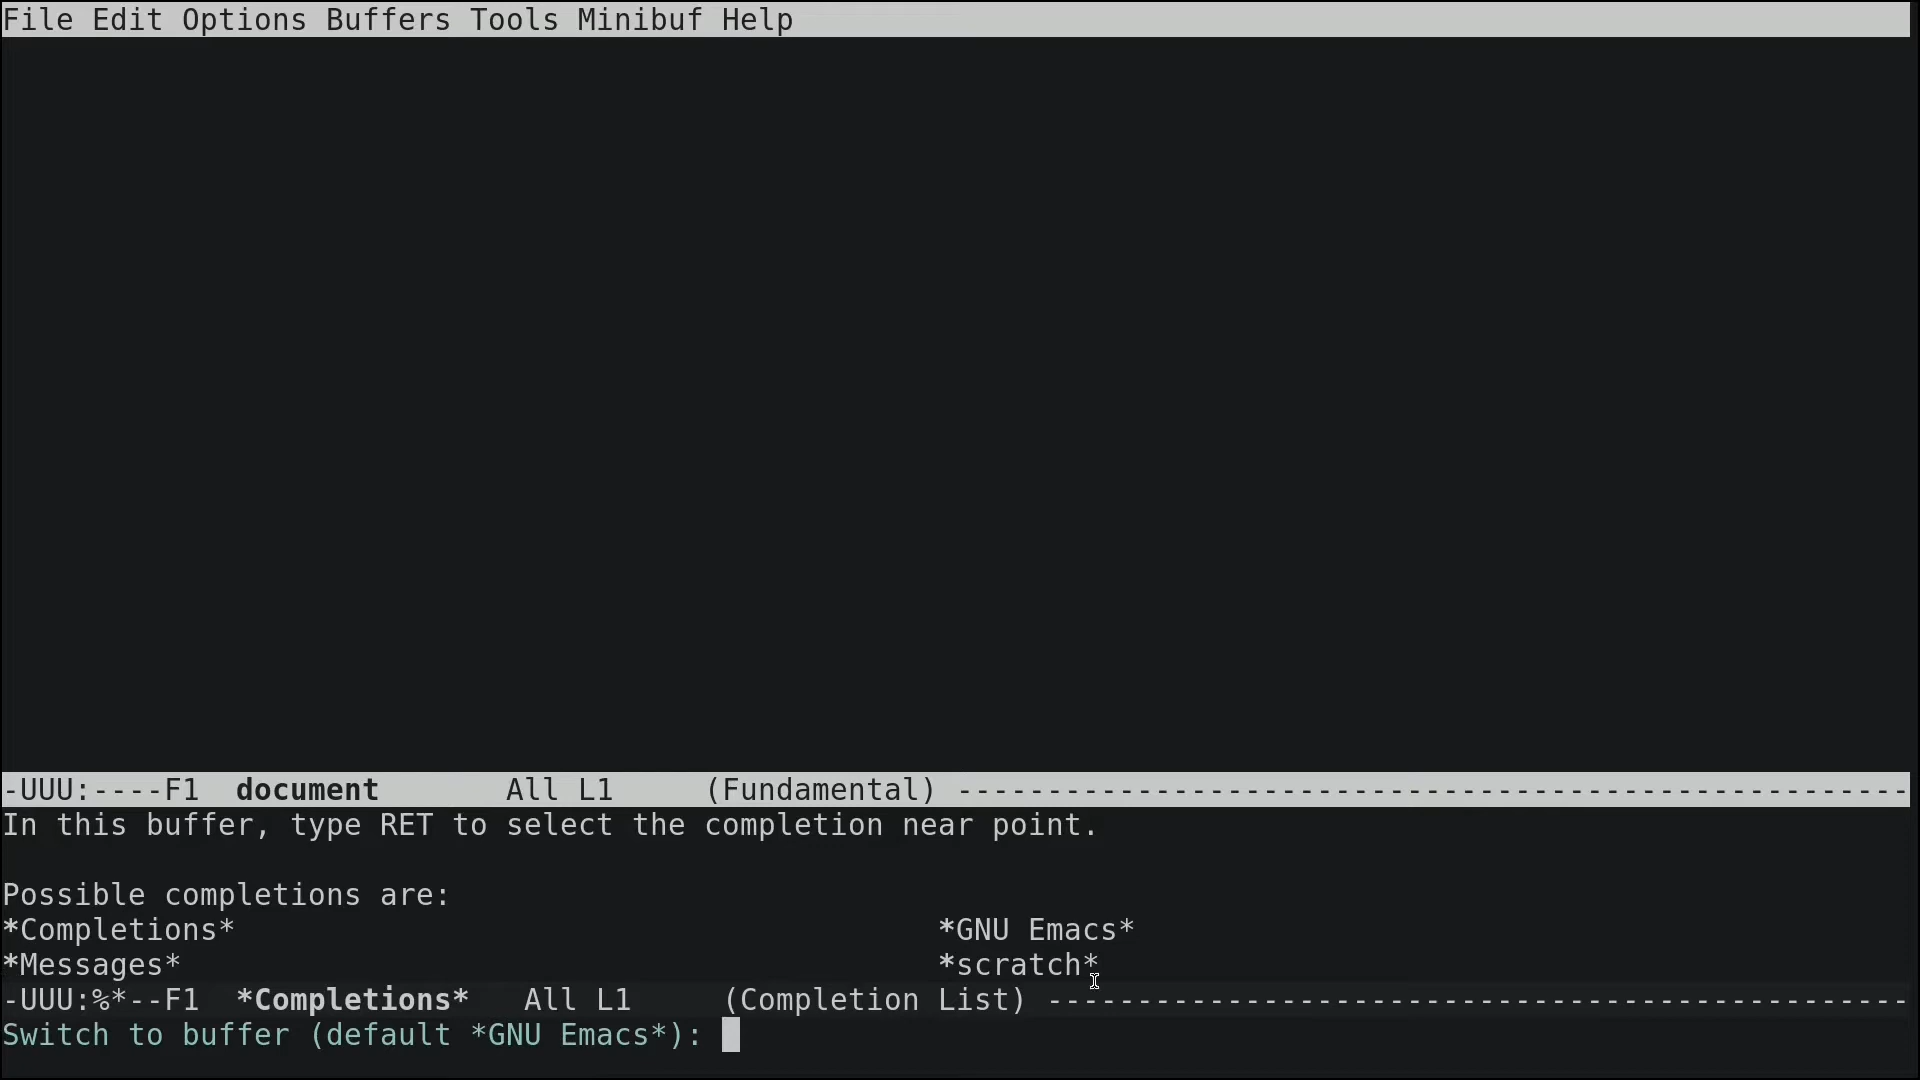 File Edit Options Buffers Tools Minibuf Help
-UUU:----F1  document       All L1     (Fundamental) -----------------------------------------------------
In this buffer, type RET to select the completion near point.
Possible completions are:
*Completions*                                       *GNU Emacs*
*Messages*                                          *scratch*
-UUU:%*--F1  *Completions*   All L1     (Completion List) ------------------------------------------------
Switch to buffer (default *GNU Emacs*):